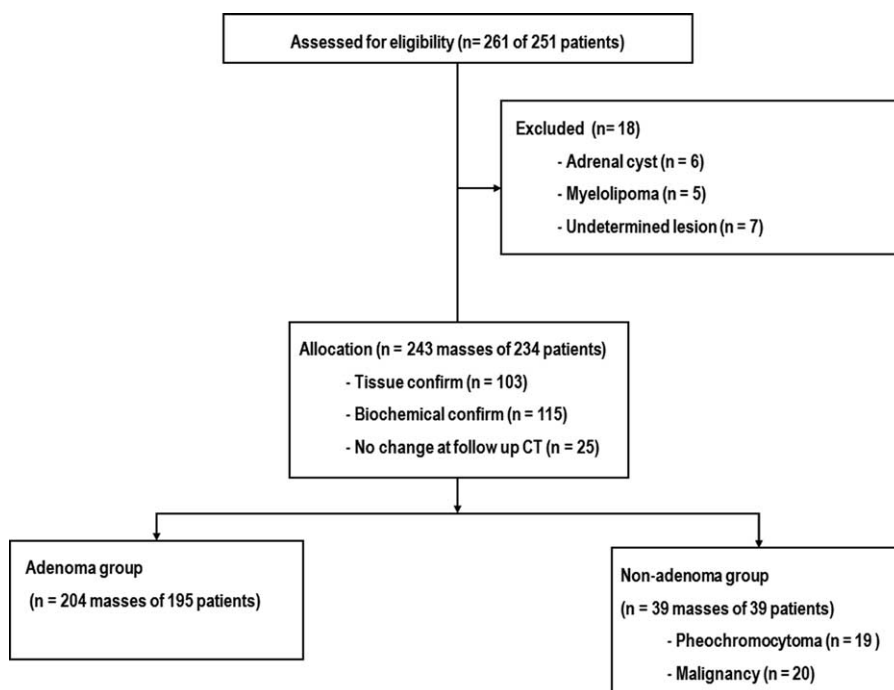 Assessed for eligibility (n= 261 of 251 patients)
Excluded (n= 18)
- Adrenal cyst (n = 6)
- Myelolipoma (n = 5)
- Undetermined lesion (n = 7)
Allocation (n = 243 masses of 234 patients)
- Tissue confirm (n = 103)
- Biochemical confirm (n = 115)
- No change at follow up CT (n = 25)
Adenoma group
(n = 204 masses of 195 patients)
Non-adenoma group
(n = 39 masses of 39 patients)
- Pheochromocytoma (n = 19 )
- Malignancy (n = 20)